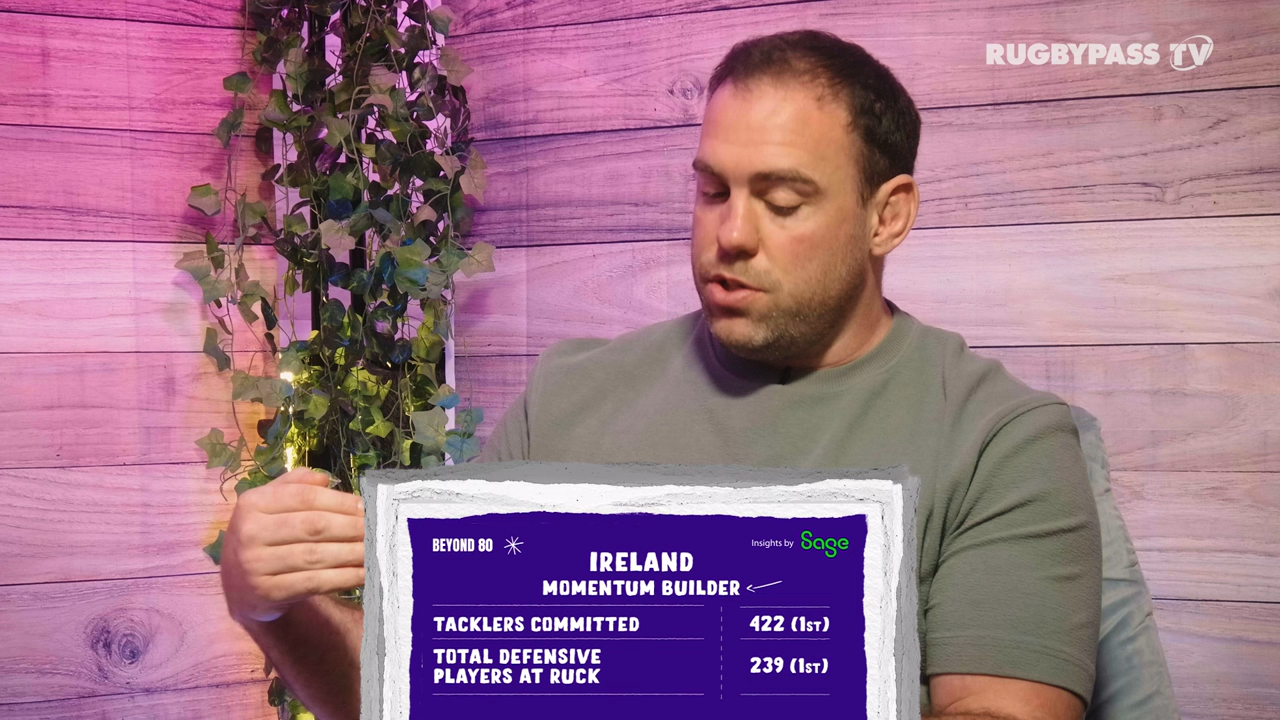 RUGBYPASS TV
BEYOND 80
Insights by Sage
IRELAND
MOMENTUM BUILDER
TACKLERS COMMITTED
422 (1ST)
TOTAL DEFENSIVE
PLAYERS AT RUCK
239 (1ST)